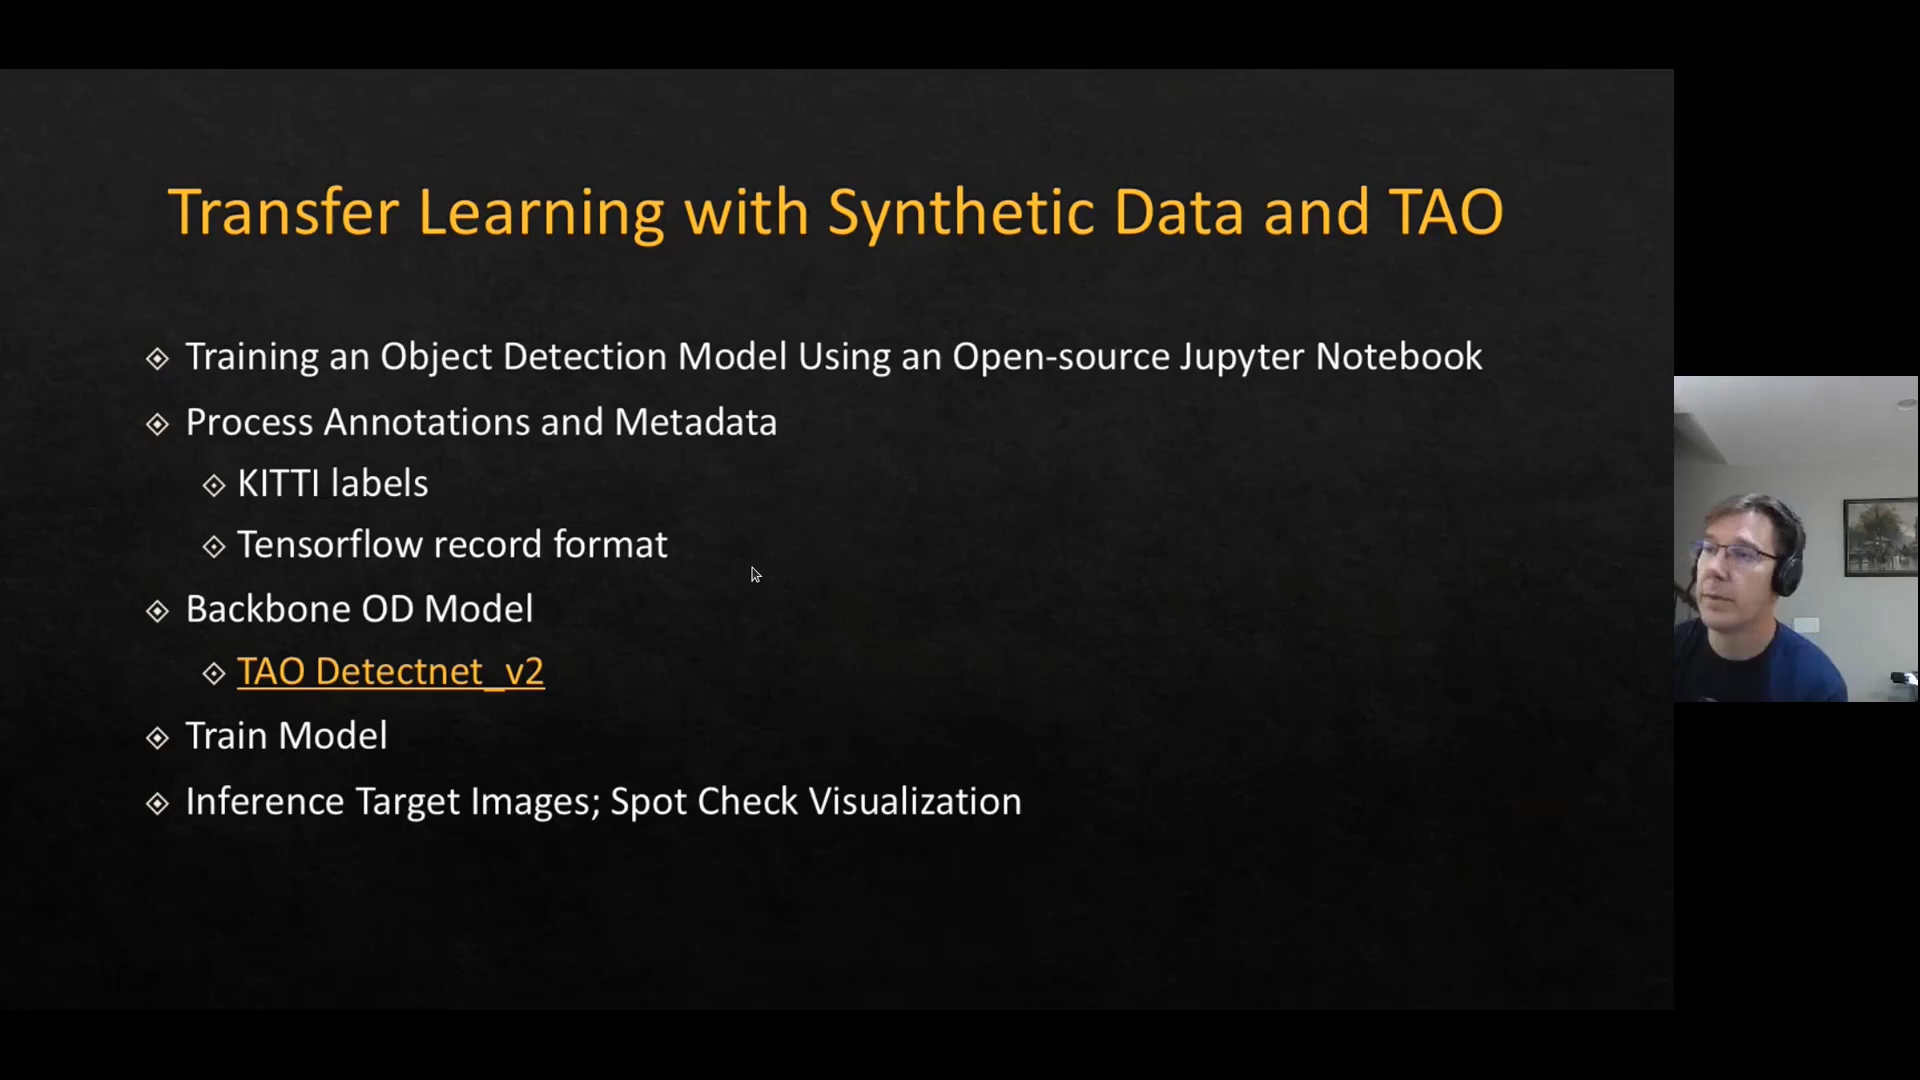 Transfer Learning with Synthetic Data and TAO
Training an Object Detection Model Using an Open-source Jupyter Notebook
Process Annotations and Metadata
KITTI labels
Tensorflow record format
Backbone OD Model
TAO Detectnet_v2
Train Model
Inference Target Images; Spot Check Visualization